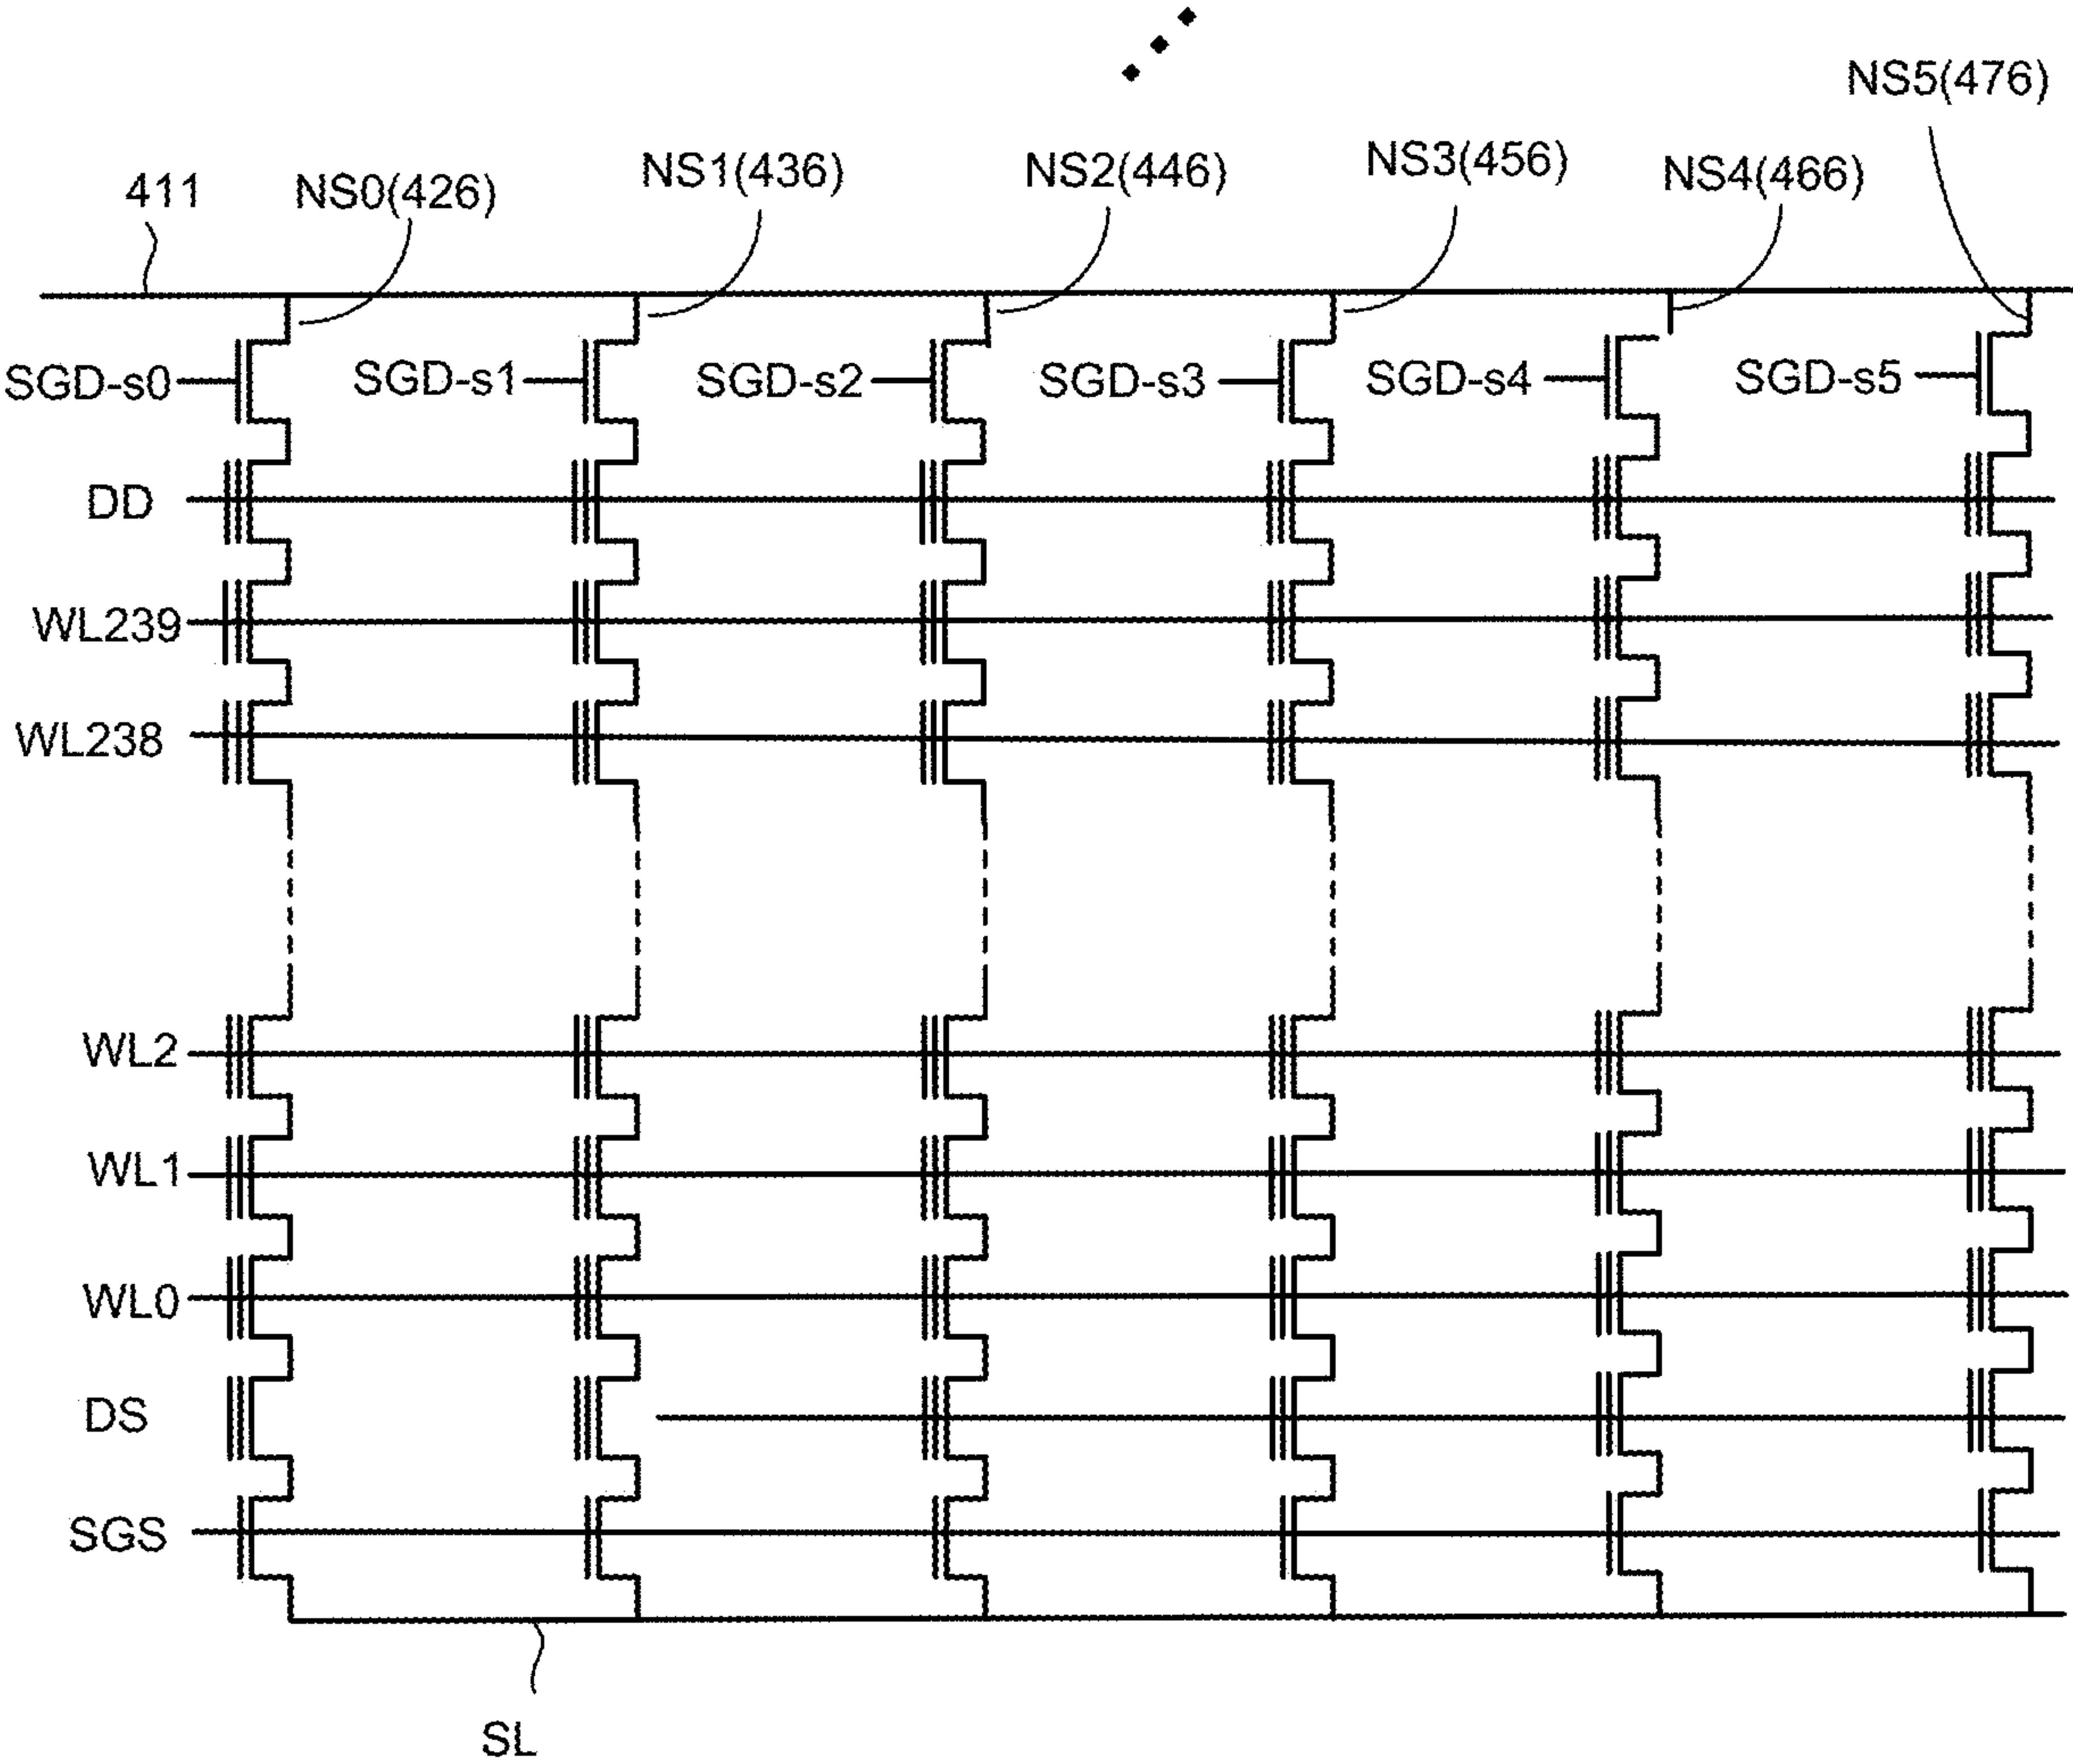 NS5(476)
411
NS0(426)
NS1(436)
NS2(446)
NS3(456)
NS4(466)
SGD-s0
SGD-s1
SGD-s2
SGD-s3
SGD-s4
SGD-s5
DD
WL239
WL238
WL2
WL1
WL0
DS
SGS
SL